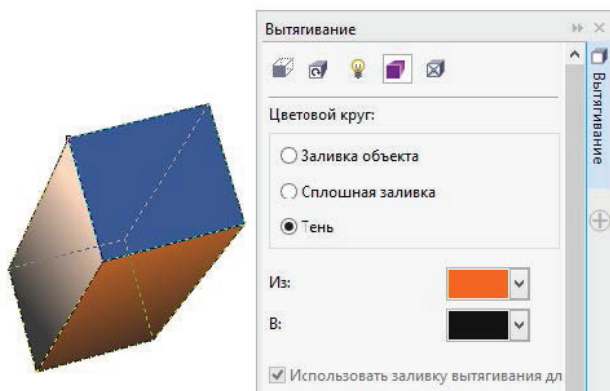 Вытягивание
Вытягивание
Цветовой круг:
Заливка объекта
Сплошная заливка
Тень
Из:
В:
Использовать заливку вытягивания дл